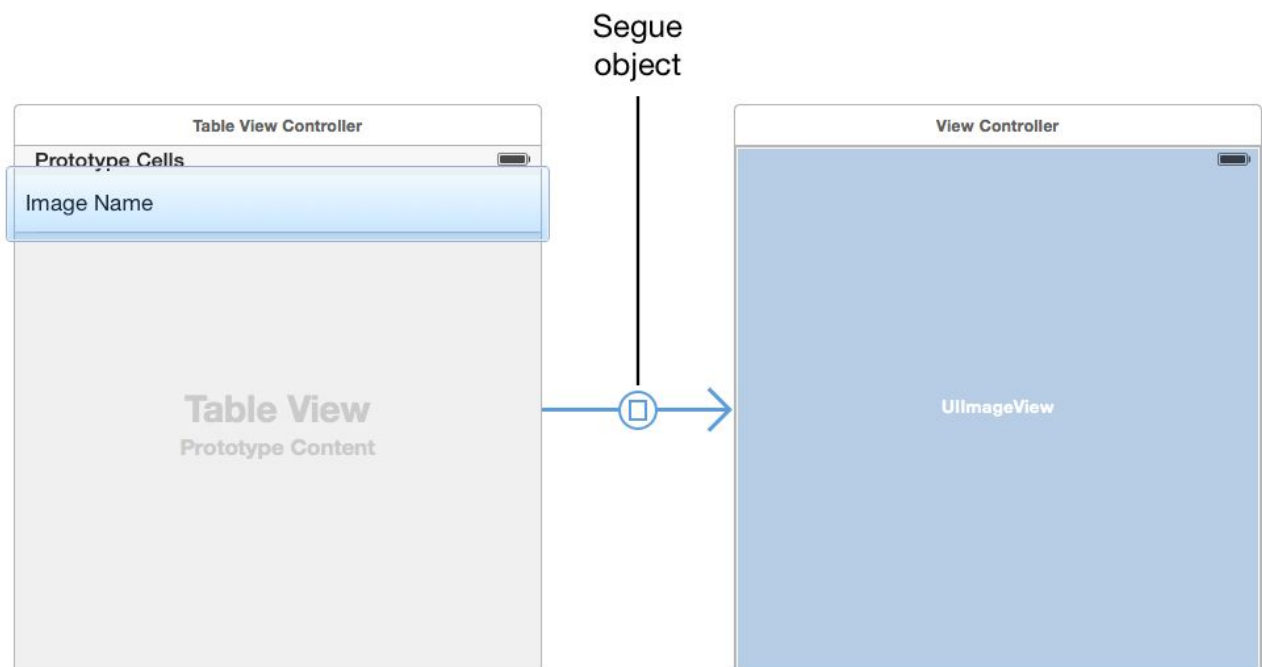 Segue
object
Table View Controller
Prototype Cells
Image Name
Table View
Prototype Content
View Controller
UIImageView